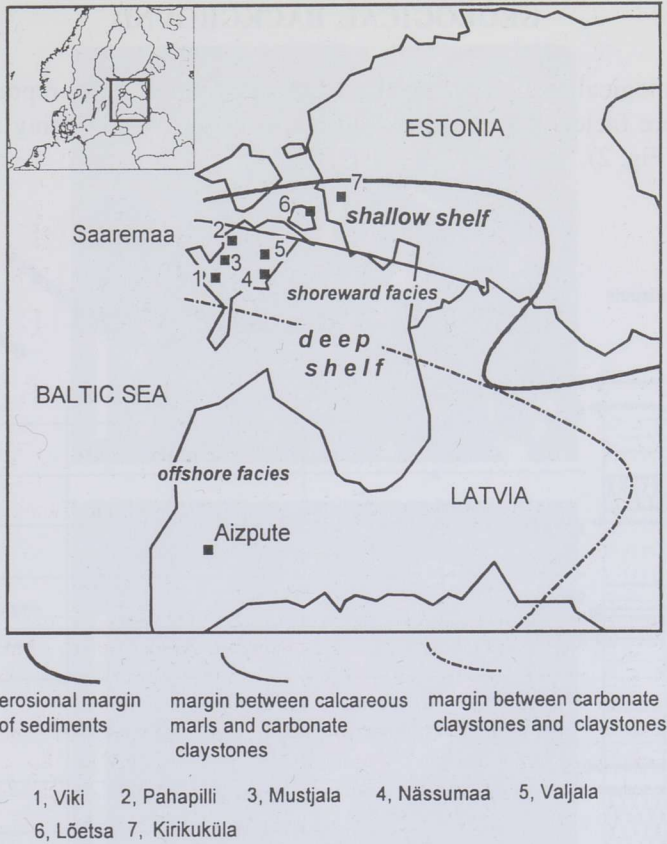 ESTONIA
7
6
shallow shelf
Saaremaa
2
5
3
1
4
shoreward facies
deep
shelf
BALTIC SEA
offshore facies
LATVIA
Aizpute
erosional margin
of sediments
margin between calcareous
marls and carbonate
claystones
margin between carbonate
claystones and claystones
1, Viki 2, Pahapilli 3, Mustjala 4, Nässumaa 5, Valjala
6, Lõetsa 7, Kirikuküla